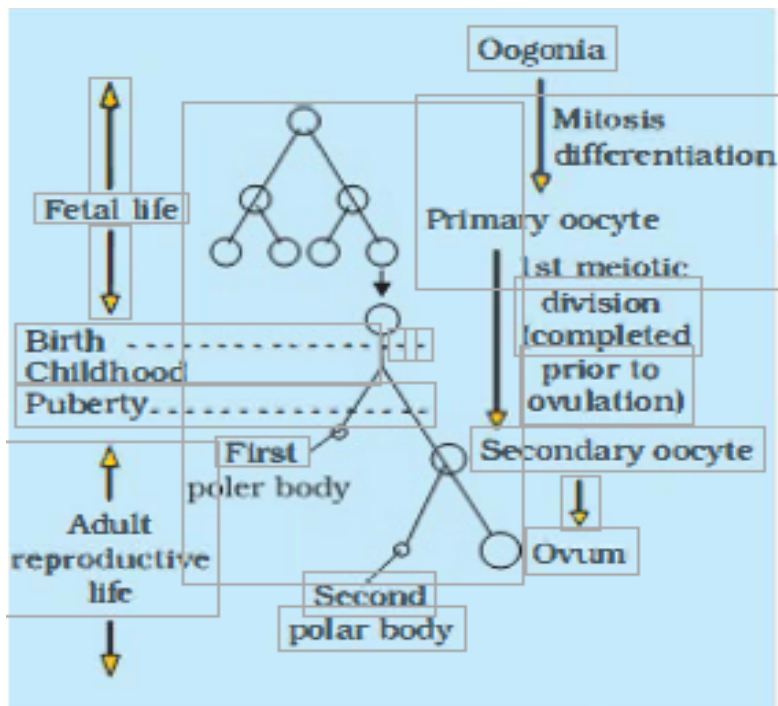 Oogonia
Mitosis
differentiation
Fetal life
Primary oocyte
1st meiotic
division
(completed
prior to
ovulation)
Birth
Childhood
Puberty
First
poler body
Secondary oocyte
Adult
reproductive
life
Ovum
Second
polar body